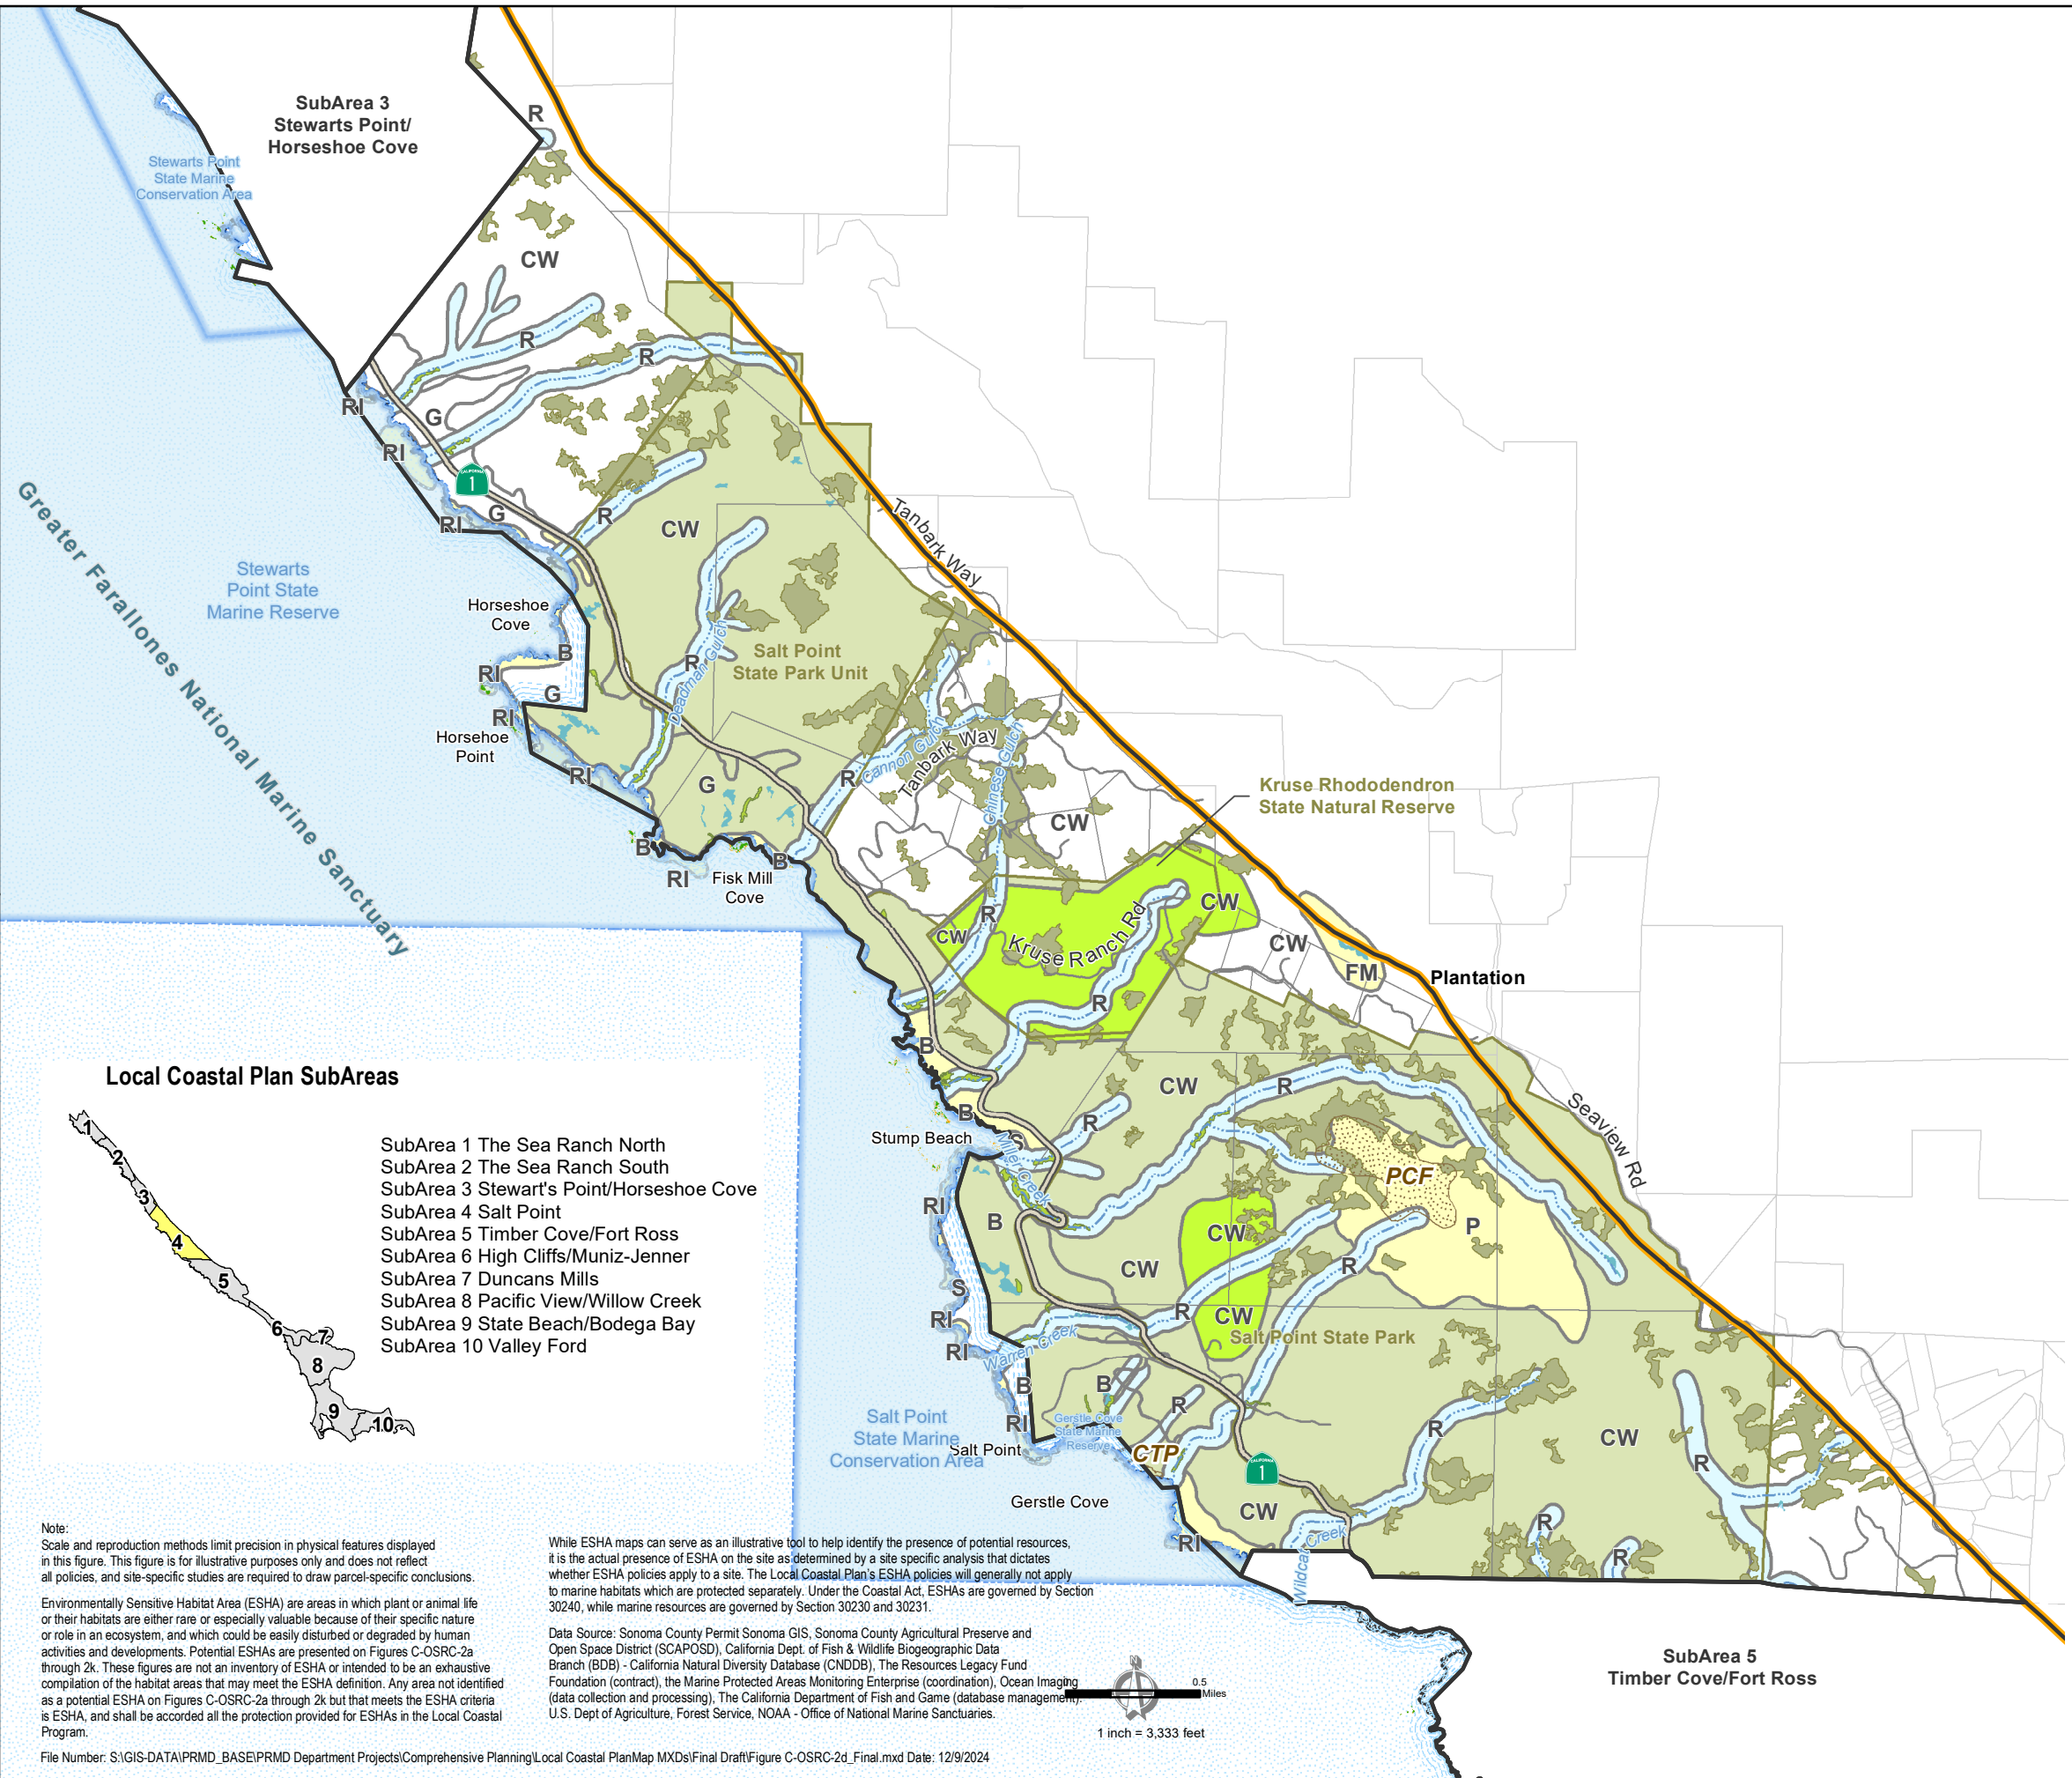 SubArea 3
Stewarts Point/
Horseshoe Cove
R
Stewarts Point
State Marine
Conservation Area
CW
R
R
RI
G
RI
CALIFORNIA
1
RI
G
R
CW
Tanbark Way
Greater Farallones National Marine Sanctuary
Stewarts
Point State
Marine Reserve
Horseshoe
Cove
B
RI
G
RI
Horsehoe
Point
RI
R
Deadman Gulch
Salt Point
State Park Unit
G
R
Cannon Gulch
Tanbark Way
Chinese Gulch
CW
Kruse Rhododendron
State Natural Reserve
B
RI
Fisk Mill
Cove
B
CW
R
Kruse Ranch Rd
CW
R
CW
FM
Plantation
B
B
Stump Beach
S
Miller Creek
R
CW
R
Seaview Rd
PCF
P
RI
B
CW
CW
R
S
RI
RI
Warren Creek
R
CW
Salt Point State Park
B
RI
B
R
Gerstle Cove
State Marine
Reserve
Salt Point
State Marine
Conservation Area
Salt Point
CTP
Gerstle Cove
CALIFORNIA
1
CW
RI
Wildcat Creek
R
R
R
CW
R
SubArea 5
Timber Cove/Fort Ross
Local Coastal Plan SubAreas
1
2
3
4
5
6
7
8
9
10
SubArea 1 The Sea Ranch North
SubArea 2 The Sea Ranch South
SubArea 3 Stewart's Point/Horseshoe Cove
SubArea 4 Salt Point
SubArea 5 Timber Cove/Fort Ross
SubArea 6 High Cliffs/Muniz-Jenner
SubArea 7 Duncans Mills
SubArea 8 Pacific View/Willow Creek
SubArea 9 State Beach/Bodega Bay
SubArea 10 Valley Ford
Note:
Scale and reproduction methods limit precision in physical features displayed
in this figure. This figure is for illustrative purposes only and does not reflect
all policies, and site-specific studies are required to draw parcel-specific conclusions.
Environmentally Sensitive Habitat Area (ESHA) are areas in which plant or animal life
or their habitats are either rare or especially valuable because of their specific nature
or role in an ecosystem, and which could be easily disturbed or degraded by human
activities and developments. Potential ESHAs are presented on Figures C-OSRC-2a
through 2k. These figures are not an inventory of ESHA or intended to be an exhaustive
compilation of the habitat areas that may meet the ESHA definition. Any area not identified
as a potential ESHA on Figures C-OSRC-2a through 2k but that meets the ESHA criteria
is ESHA, and shall be accorded all the protection provided for ESHAs in the Local Coastal
Program.
While ESHA maps can serve as an illustrative tool to help identify the presence of potential resources,
it is the actual presence of ESHA on the site as determined by a site specific analysis that dictates
whether ESHA policies apply to a site. The Local Coastal Plan's ESHA policies will generally not apply
to marine habitats which are protected separately. Under the Coastal Act, ESHAs are governed by Section
30240, while marine resources are governed by Section 30230 and 30231.
Data Source: Sonoma County Permit Sonoma GIS, Sonoma County Agricultural Preserve and
Open Space District (SCAPOSD), California Dept. of Fish & Wildlife Biogeographic Data
Branch (BDB) - California Natural Diversity Database (CNDDB), The Resources Legacy Fund
Foundation (contract), the Marine Protected Areas Monitoring Enterprise (coordination), Ocean Imaging
(data collection and processing), The California Department of Fish and Game (database management).
U.S. Dept of Agriculture, Forest Service, NOAA - Office of National Marine Sanctuaries.
N
0 0.5
Miles
1 inch = 3,333 feet
File Number: S:\GIS-DATA\PRMD_BASE\PRMD Department Projects\Comprehensive Planning\Local Coastal PlanMap MXDs\Final Draft\Figure C-OSRC-2d_Final.mxd Date: 12/9/2024